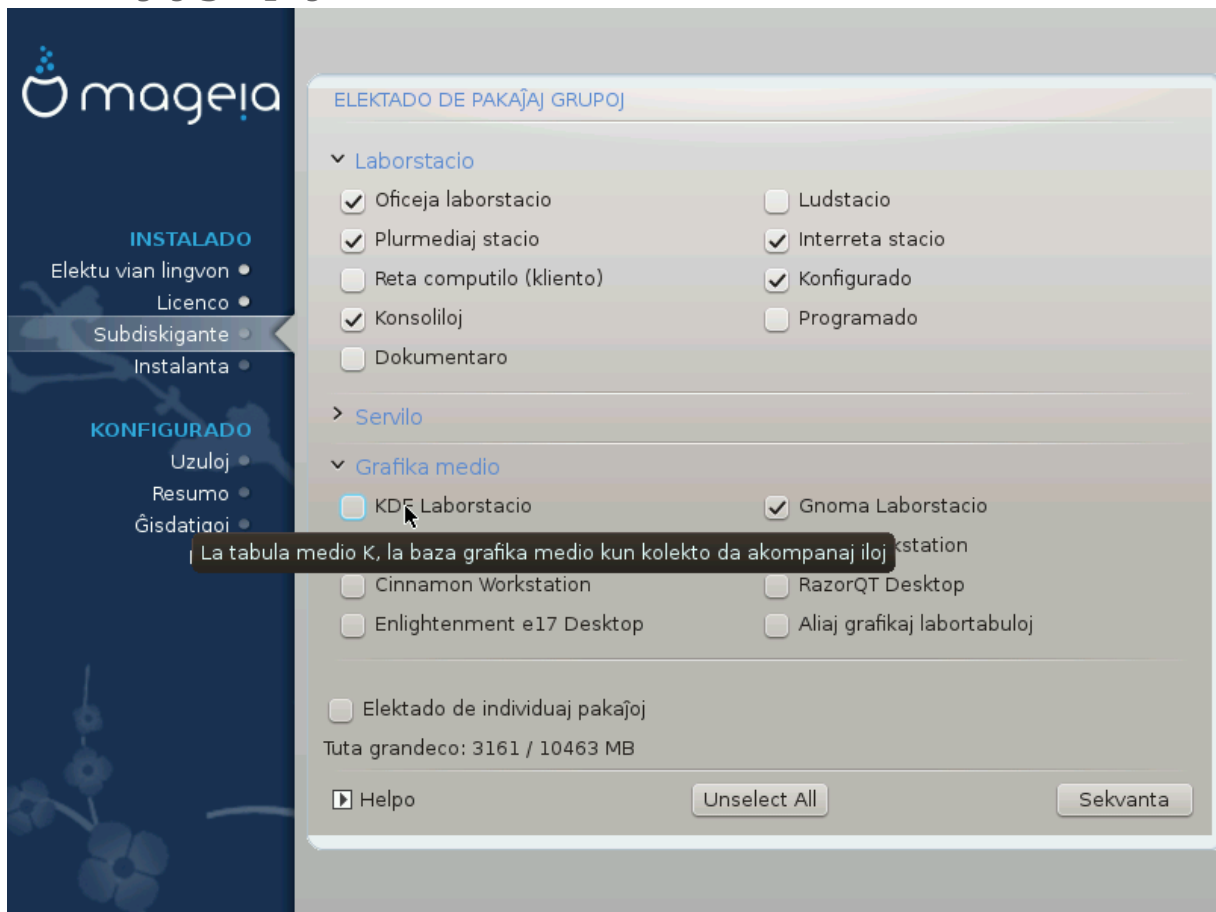 mageia
INSTALADO
Elektu vian lingvon
Licenco
Subdiskigante
Instalanta
KONFIGURADO
Uzuloj
Resumo
Ĝisdatigoj
ELEKTADO DE PAKAĴAJ GRUPOJ
Laborstacio
Oficeja laborstacio
Ludstacio
Plurmediaj stacio
Interreta stacio
Reta computilo (kliento)
Konfigurado
Konsoliloj
Programado
Dokumentaro
Servilo
Grafika medio
KDE Laborstacio
Gnoma Laborstacio
La tabula medio K, la baza grafika medio kun kolekto da akompanaj iloj
Cinnamon Workstation
RazorQT Desktop
Enlightenment e17 Desktop
Aliaj grafikaj labortabuloj
Elektado de individuaj pakaĵoj
Tuta grandeco: 3161 / 10463 MB
Helpo
Unselect All
Sekvanta